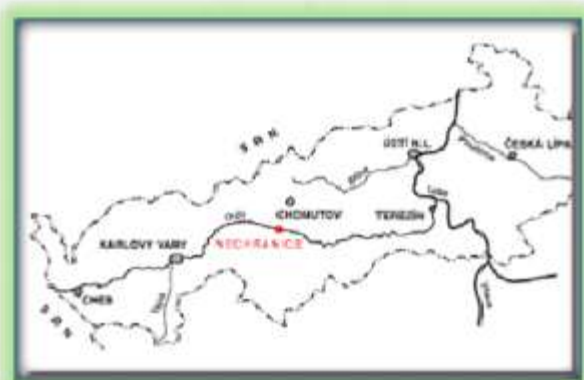 SRN
ÚSTÍ N.L.
ČESKÁ LÍPA
CHOMUTOV
TEREZÍN
KARLOVY VARY
NECHRANICE
CHEB
SRN